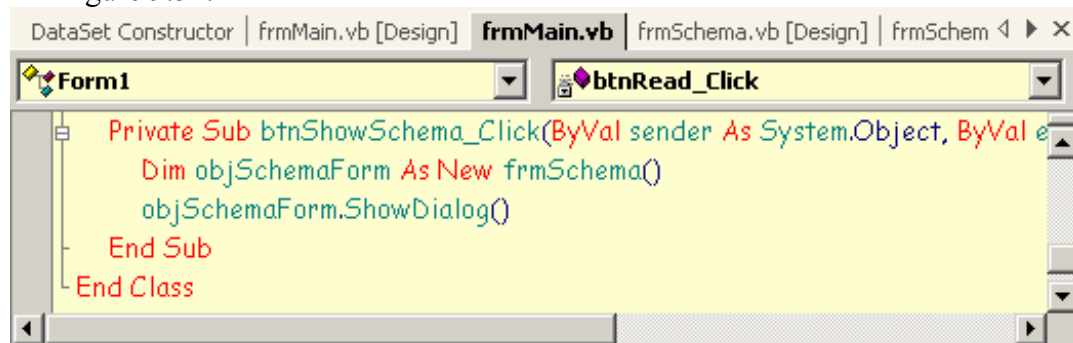 DataSet Constructor frmMain.vb [Design] frmMain.vb frmSchema.vb [Design] frmSchem
Form1 btnRead_Click
Private Sub btnShowSchema_Click(ByVal sender As System.Object, ByVal e
Dim objSchemaForm As New frmSchema()
objSchemaForm.ShowDialog()
End Sub
End Class